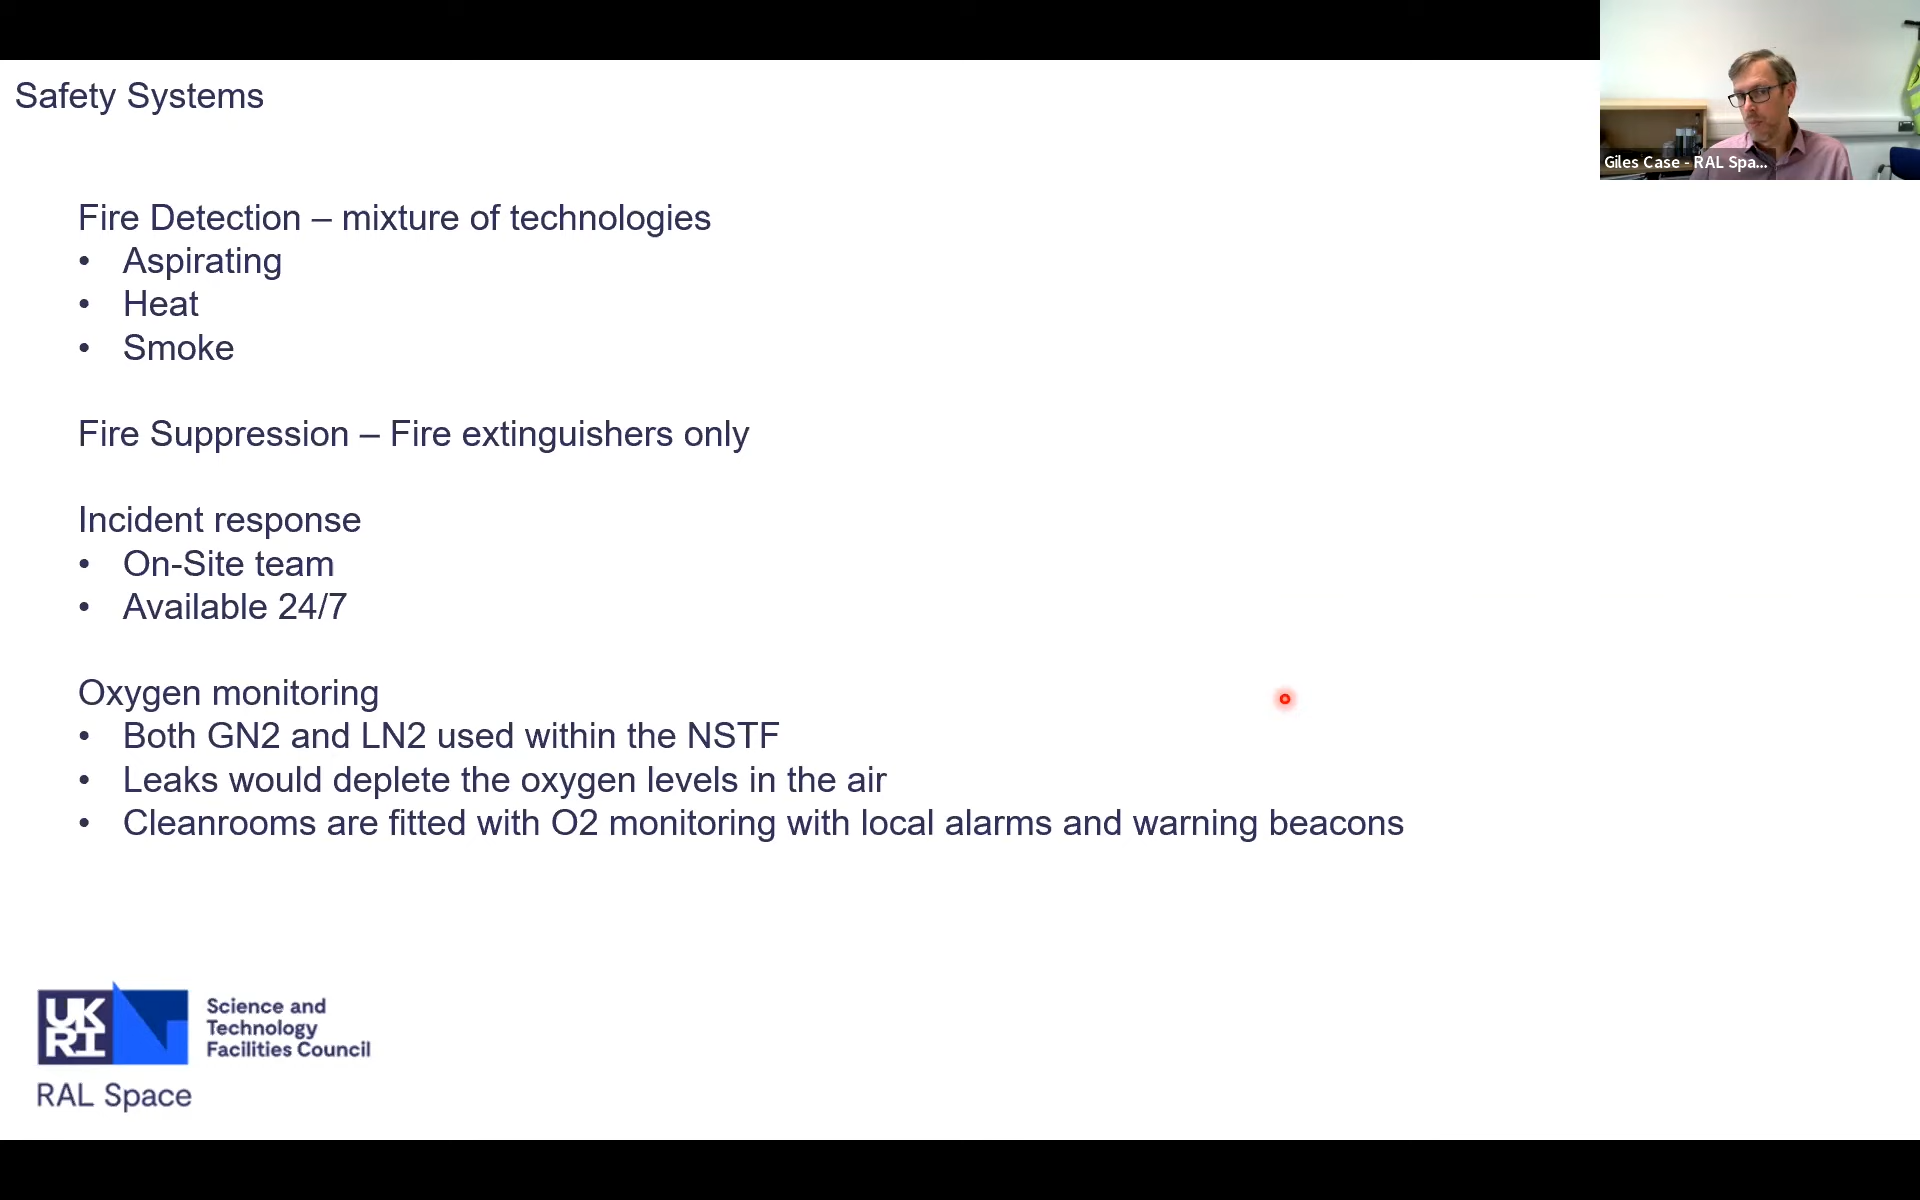 Safety Systems
Giles Case - RAL Spa...
Fire Detection – mixture of technologies
• Aspirating
• Heat
• Smoke
Fire Suppression – Fire extinguishers only
Incident response
• On-Site team
• Available 24/7
Oxygen monitoring
• Both GN2 and LN2 used within the NSTF
• Leaks would deplete the oxygen levels in the air
• Cleanrooms are fitted with O2 monitoring with local alarms and warning beacons
UK
RI
Science and
Technology
Facilities Council
RAL Space